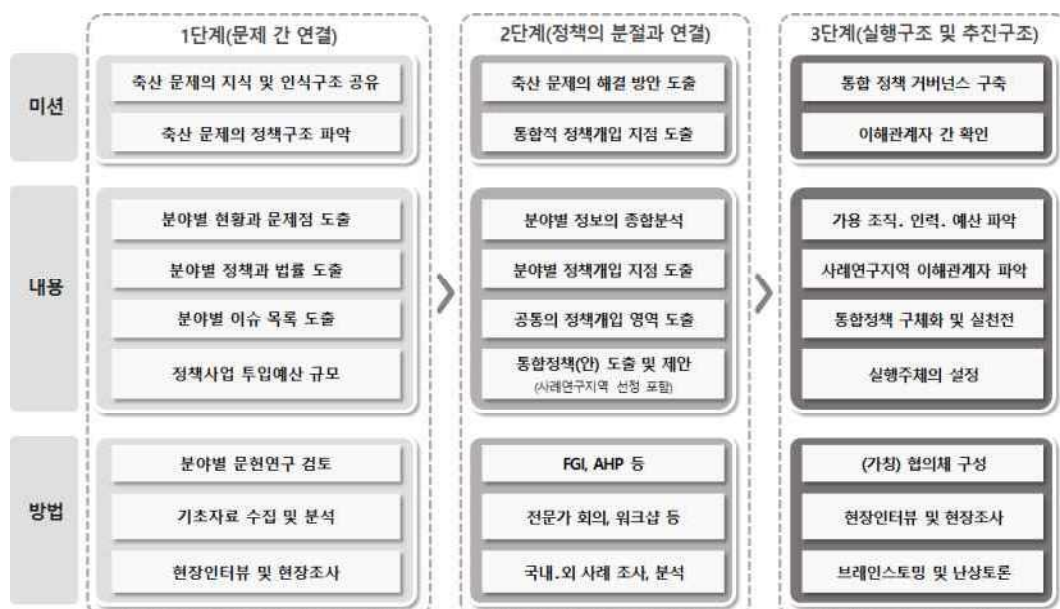 1단계(문제 간 연결)
2단계(정책의 분절과 연결)
3단계(실행구조 및 추진구조)
미션
축산 문제의 지식 및 인식구조 공유
축산 문제의 정책구조 파악
축산 문제의 해결 방안 도출
통합적 정책개입 지점 도출
통합 정책 거버넌스 구축
이해관계자 간 확인
내용
분야별 현황과 문제점 도출
분야별 정책과 법률 도출
분야별 이슈 목록 도출
정책사업 투입예산 규모
분야별 정보의 종합분석
분야별 정책개입 지점 도출
공통의 정책개입 영역 도출
통합정책(안) 도출 및 제안
(사례연구지역 선정 포함)
가용 조직. 인력. 예산 파악
사례연구지역 이해관계자 파악
통합정책 구체화 및 실천전
실행주체의 설정
방법
분야별 문헌연구 검토
기초자료 수집 및 분석
현장인터뷰 및 현장조사
FGI, AHP 등
전문가 회의, 워크샵 등
국내.외 사례 조사, 분석
(가칭) 협의체 구성
현장인터뷰 및 현장조사
브레인스토밍 및 난상토론